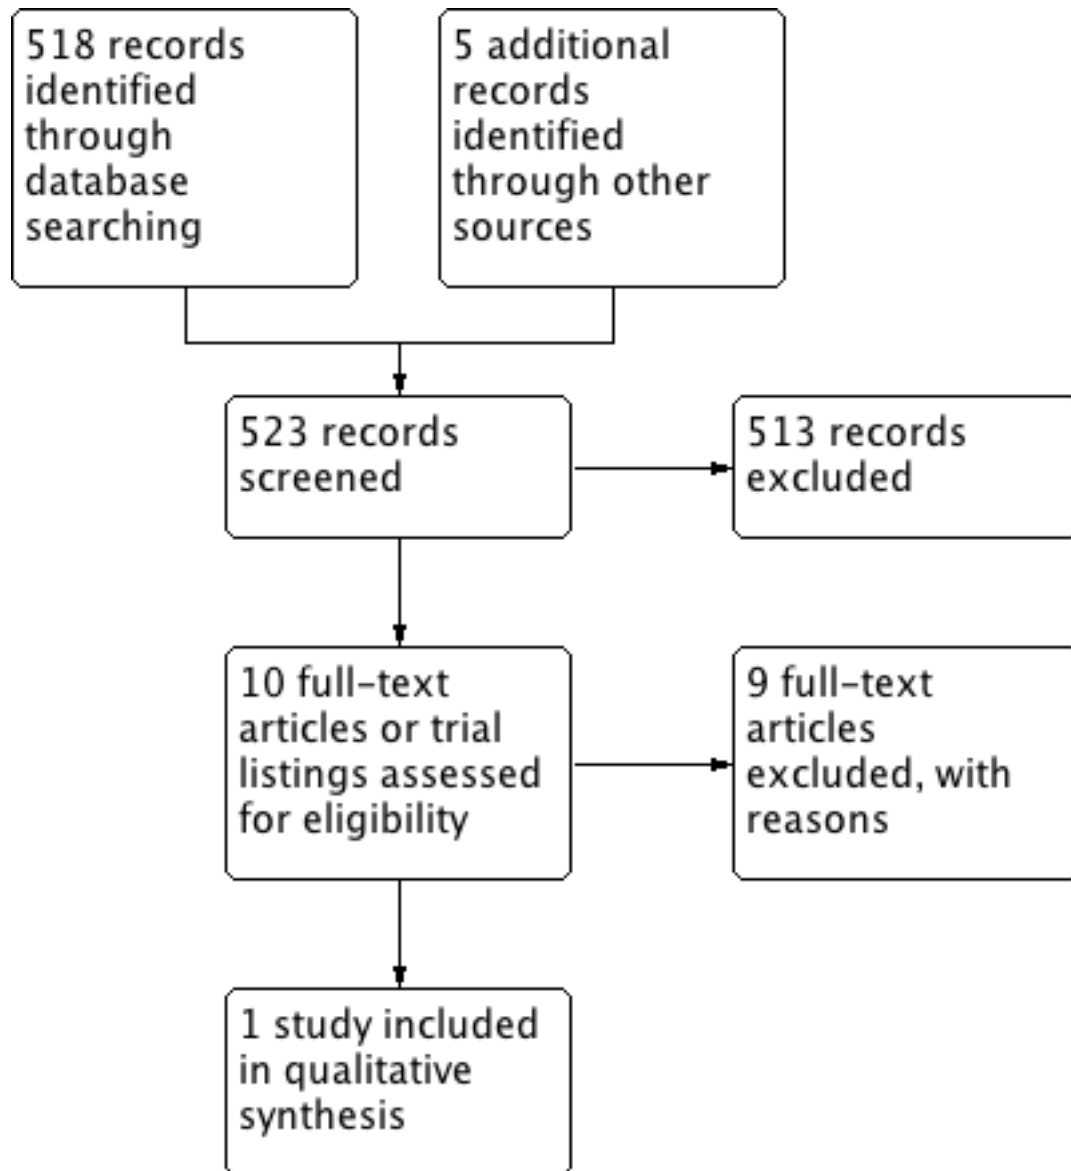 518 records
identified
through
database
searching
5 additional
records
identified
through other
sources
523 records
screened
513 records
excluded
10 full-text
articles or trial
listings assessed
for eligibility
9 full-text
articles
excluded, with
reasons
1 study included
in qualitative
synthesis